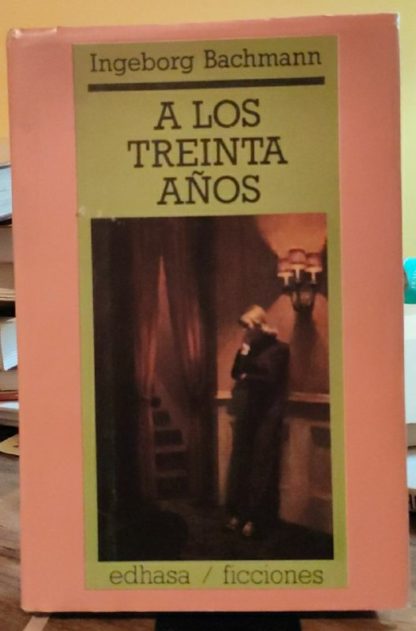 Ingeborg Bachmann
A LOS
TREINTA
AÑOS
edhasa / ficciones